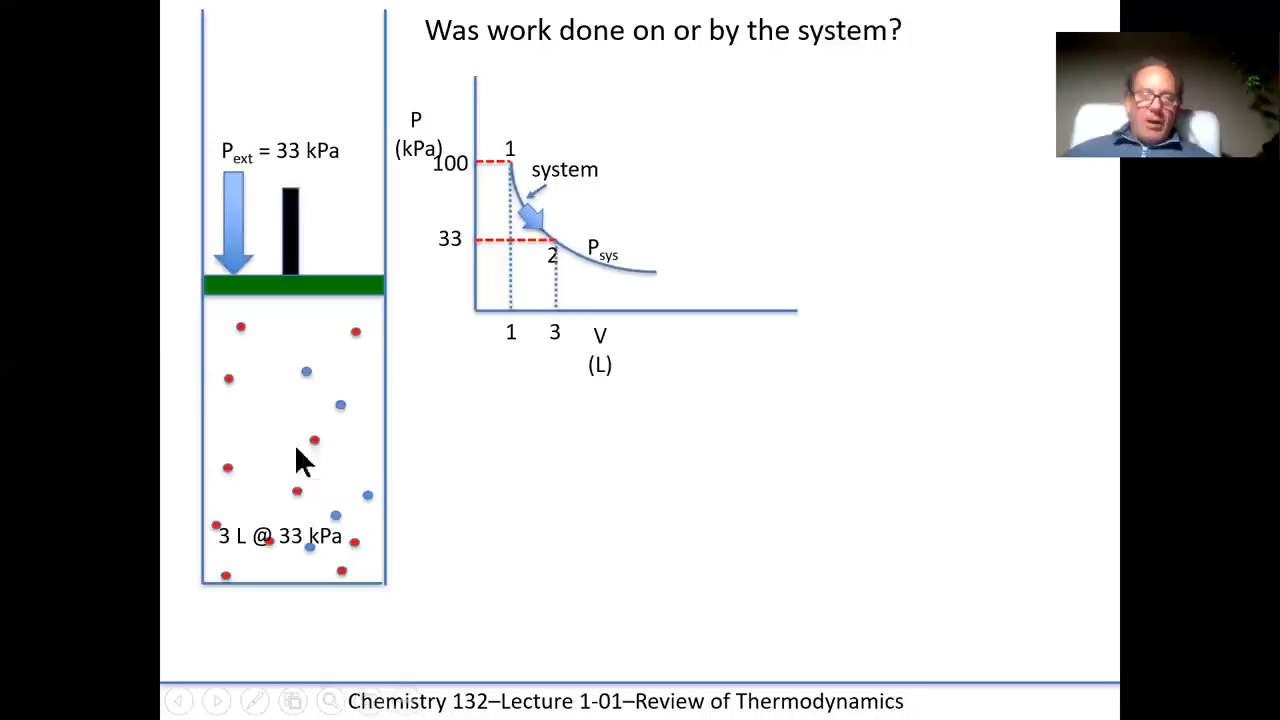 Was work done on or by the system?
P_ext = 33 kPa
P
(kPa)
100
1
system
33
2
P_sys
1
3
V
(L)
3 L @ 33 kPa
Chemistry 132–Lecture 1-01–Review of Thermodynamics